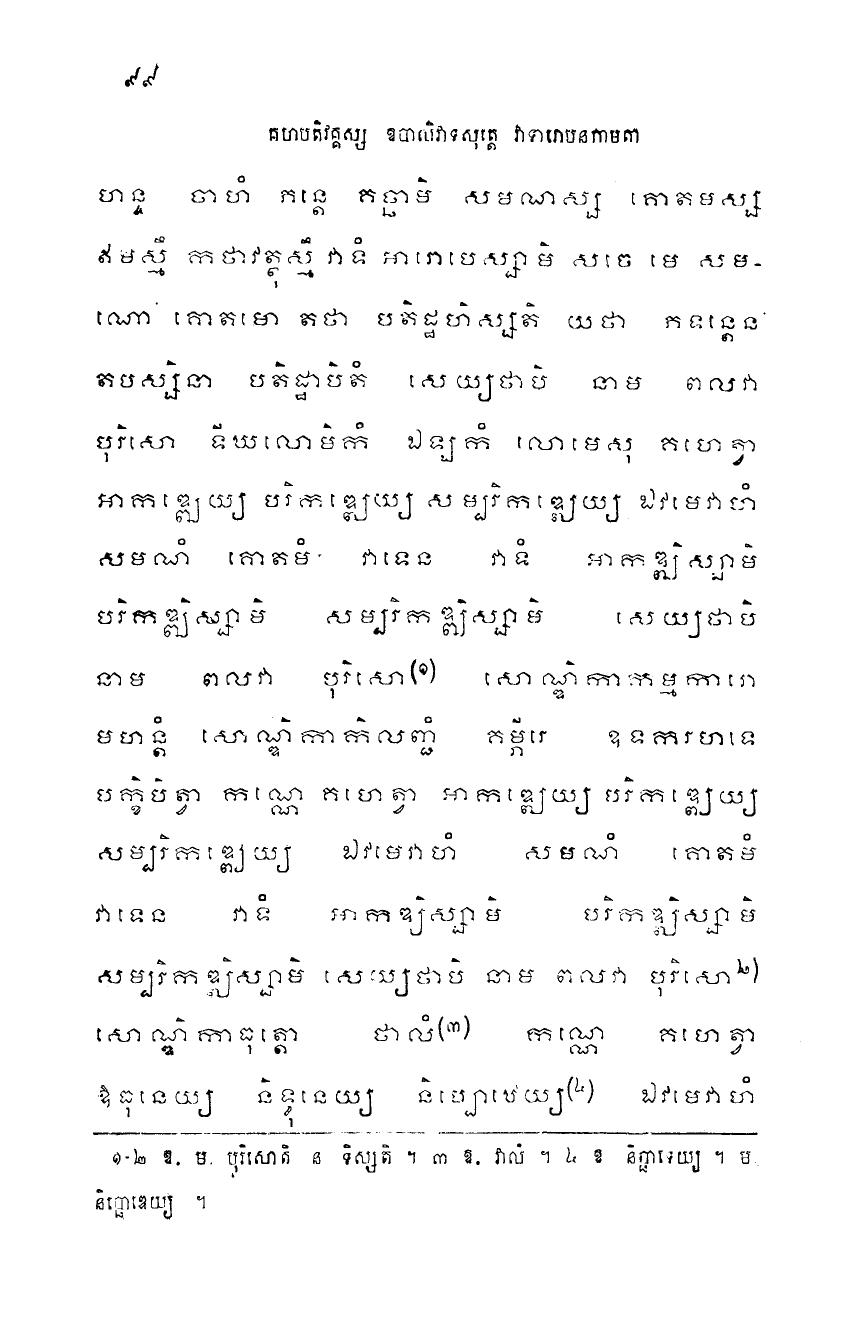 ៩៩
គហបតិវគ្គស្ស ឧបាលិវាទសុត្តេ វាទារោបនកាមតា
ហន្ទ ចាហំ ភន្តេ គច្ឆាមិ សមណស្ស គោតមស្ស
ឥមស្មឹ កថាវត្ថុស្មឹ វាទំ អារោបេស្សាមិ សចេ មេ សម-
ណោ គោតមោ តថា បតិដ្ឋហិស្សតិ យថា ភទន្តេន
តបស្សិនា បតិដ្ឋាបិតំ សេយ្យថាបិ នាម ពលវា
បុរិសោ ទីឃលោមិកំ ឯឡកំ លោមេសុ គហេត្វា
អាកឌ្ឍេយ្យ បរិកឌ្ឍេយ្យ សម្បរិកឌ្ឍេយ្យ ឯវមេវាហំ
សមណំ គោតមំ វាទេន វាទំ អាកឌ្ឍិស្សាមិ
បរិកឌ្ឍិស្សាមិ សម្បរិកឌ្ឍិស្សាមិ សេយ្យថាបិ
នាម ពលវា បុរិសោ(១) សោណ្ឌិកាកម្មការោ
មហន្តំ សោណ្ឌិកាកិលញ្ជំ គម្ភីរេ ឧទការហទេ
បក្ខិបិត្វា កណ្ណេ គហេត្វា អាកឌ្ឍេយ្យ បរិកឌ្ឍេយ្យ
សម្បរិកឌ្ឍេយ្យ ឯវមេវាហំ សមណំ គោតមំ
វាទេន វាទំ អាកឌ្ឍិស្សាមិ បរិកឌ្ឍិស្សាមិ
សម្បរិកឌ្ឍិស្សាមិ សេយ្យថាបិ នាម ពលវា បុរិសោ២)
សោណ្ឌិកាធុត្តោ ថាលំ(៣) កណ្ណេ គហេត្វា
ឱធុនេយ្យ និទ្ធុនេយ្យ និប្បោឋេយ្យ(៤) ឯវមេវាហំ
១-២ ឱ. ម. បុរិសោតិ ន ទិស្សតិ ។ ៣ ឱ. វាលំ ។ ៤ ឱ និច្ឆាទេយ្យ ។ ម.
និប្ផោដេយ្យ ។